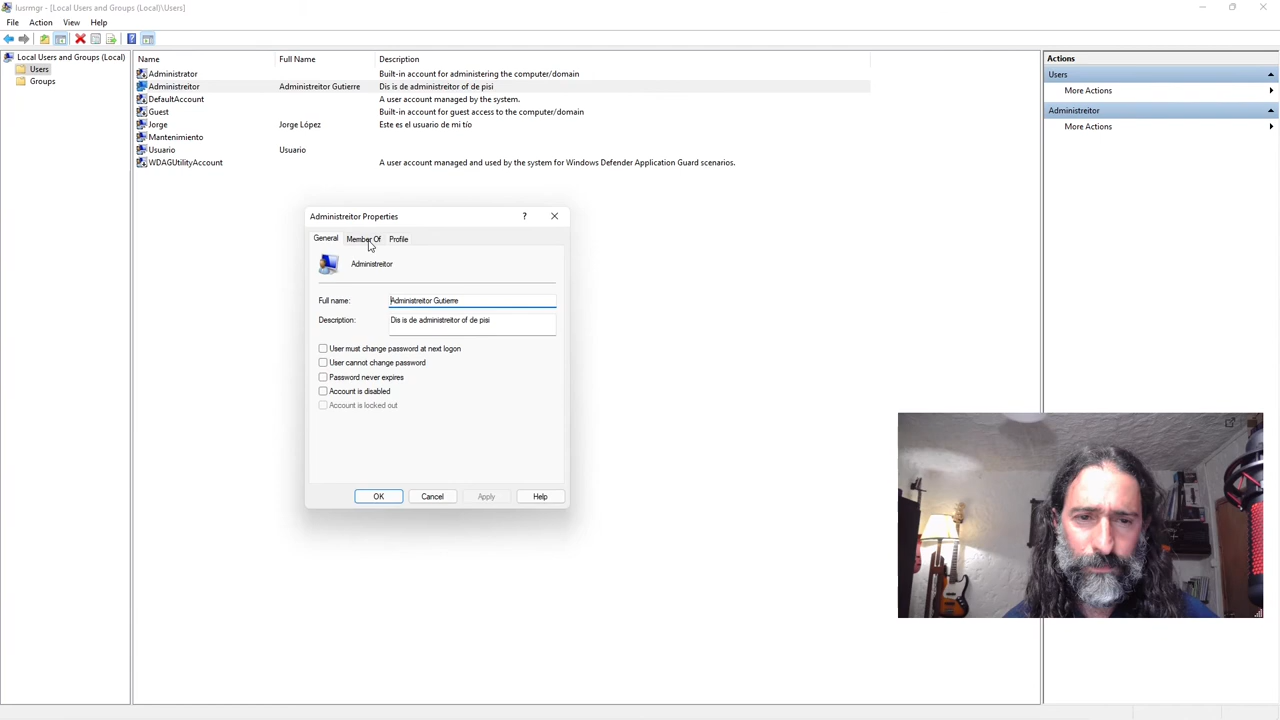 lusrmgr - [Local Users and Groups (Local)\Users]
File Action View Help
Local Users and Groups (Local)
Users
Groups
Name Full Name Description
Administrator Built-in account for administering the computer/domain
Administreitor Administreitor Gutierre Dis is de administreitor of de pisi
DefaultAccount A user account managed by the system.
Guest Built-in account for guest access to the computer/domain
Jorge Jorge López Este es el usuario de mi tío
Mantenimiento
Usuario Usuario
WDAGUtilityAccount A user account managed and used by the system for Windows Defender Application Guard scenarios.
Actions
Users
More Actions
Administreitor
More Actions
Administreitor Properties
General Member Of Profile
Administreitor
Full name: Administreitor Gutierre
Description: Dis is de administreitor of de pisi
User must change password at next logon
User cannot change password
Password never expires
Account is disabled
Account is locked out
OK Cancel Apply Help